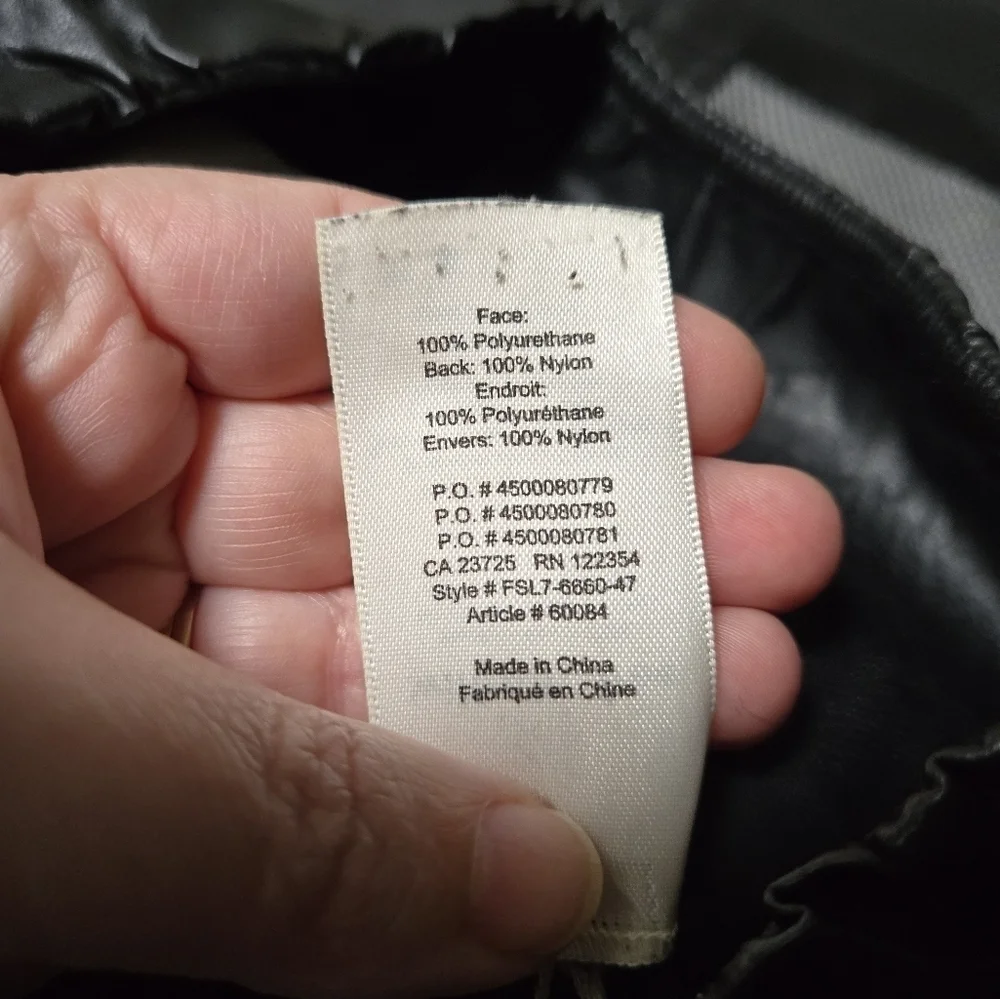 Face:
100% Polyurethane
Back: 100% Nylon
Endroit:
100% Polyuréthane
Envers: 100% Nylon
P.O. # 4500080779
P.O. # 4500080780
P.O. # 4500080781
CA 23725 RN 122354
Style # FSL7-6660-47
Article # 60084
Made in China
Fabriqué en Chine